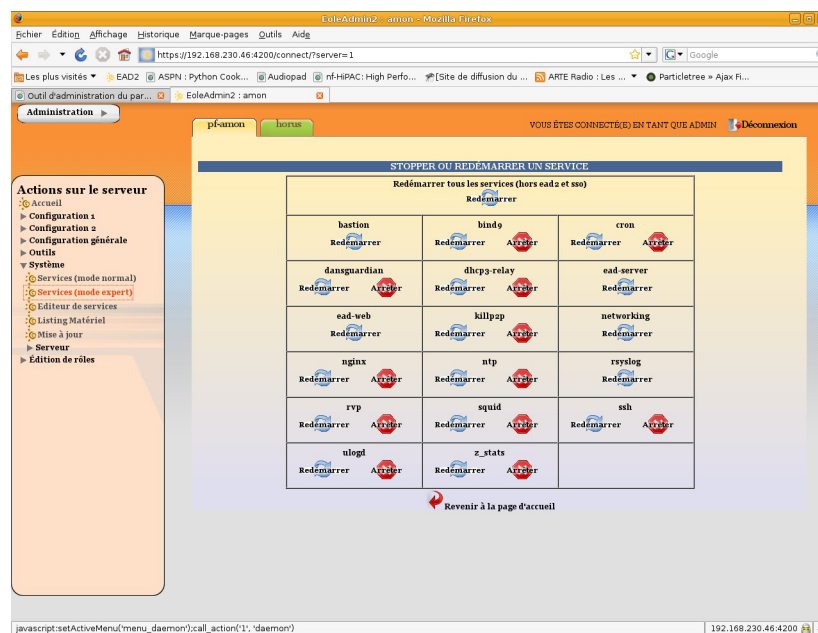 EoleAdmin2 : amon - Mozilla Firefox
Fichier Édition Affichage Historique Marque-pages Outils Aide
https://192.168.230.46:4200/connect/?server=1
Google
Les plus visités EAD2 ASPN : Python Cook... Audiopad nf-HiPAC: High Perfo... [Site de diffusion du ... ARTE Radio : Les ... Particletree » Ajax Fi...
Outil d'administration du par... EoleAdmin2 : amon
Administration
pf-amon horus VOUS ÊTES CONNECTÉ(E) EN TANT QUE ADMIN Déconnexion
STOPPER OU REDÉMARRER UN SERVICE
Redémarrer tous les services (hors ead2 et sso)
Redémarrer
Actions sur le serveur
Accueil
Configuration 1
Configuration 2
Configuration générale
Outils
Système
Services (mode normal)
Services (mode expert)
Editeur de services
Listing Matériel
Mise à jour
Serveur
Édition de rôles
bastion bind9 cron
Redémarrer Redémarrer Arrêter Redémarrer Arrêter
dansguardian dhcp3-relay ead-server
Redémarrer Arrêter Redémarrer Arrêter Redémarrer
ead-web killp2p networking
Redémarrer Redémarrer Arrêter Redémarrer
nginx ntp rsyslog
Redémarrer Arrêter Redémarrer Arrêter Redémarrer
rvp squid ssh
Redémarrer Arrêter Redémarrer Arrêter Redémarrer Arrêter
ulogd z_stats
Redémarrer Arrêter Redémarrer Arrêter
Revenir à la page d'accueil
javascript:setActiveMenu('menu_daemon');call_action('1', 'daemon') 192.168.230.46:4200